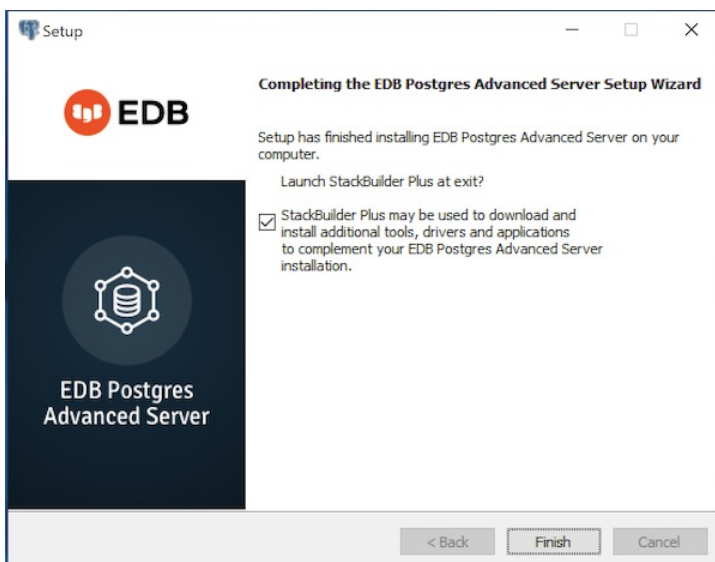 Setup
EDB
Completing the EDB Postgres Advanced Server Setup Wizard
Setup has finished installing EDB Postgres Advanced Server on your
computer.
Launch StackBuilder Plus at exit?
StackBuilder Plus may be used to download and
install additional tools, drivers and applications
to complement your EDB Postgres Advanced Server
installation.
EDB Postgres
Advanced Server
< Back
Finish
Cancel